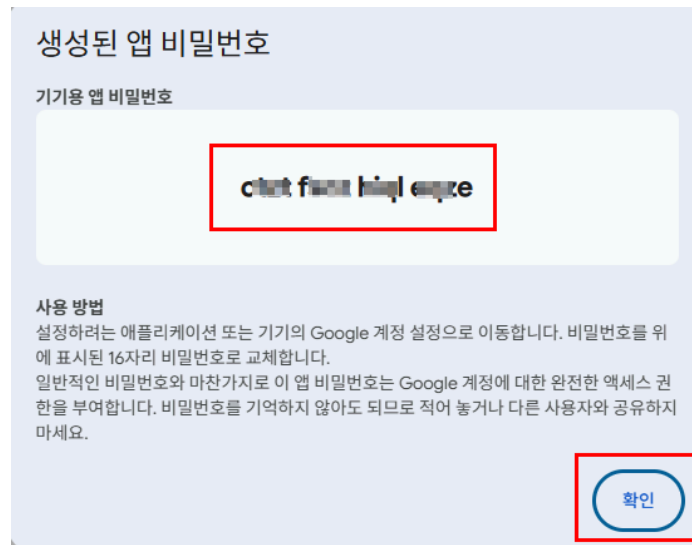 생성된 앱 비밀번호
기기용 앱 비밀번호
사용 방법
설정하려는 애플리케이션 또는 기기의 Google 계정 설정으로 이동합니다. 비밀번호를 위
에 표시된 16자리 비밀번호로 교체합니다.
일반적인 비밀번호와 마찬가지로 이 앱 비밀번호는 Google 계정에 대한 완전한 액세스 권
한을 부여합니다. 비밀번호를 기억하지 않아도 되므로 적어 놓거나 다른 사용자와 공유하지
마세요.
확인